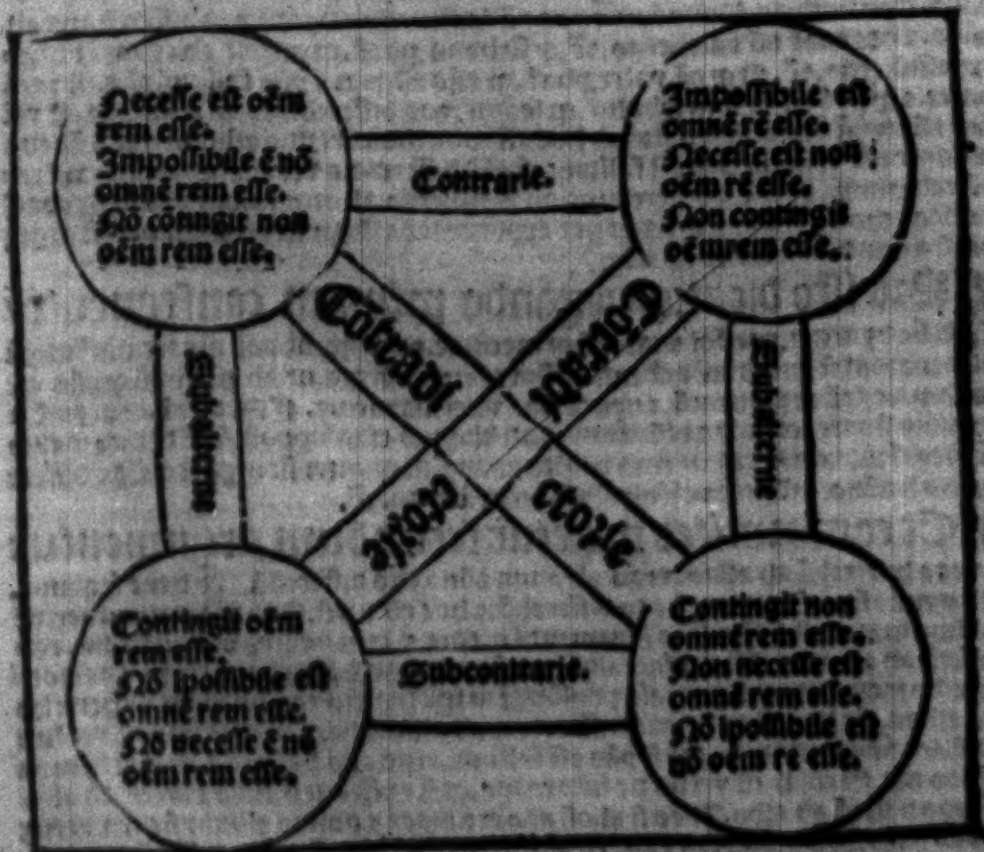 Necesse est oēm
rem esse.
Impossibile ē nō
omnē rem esse.
Nō cōtingit non
oēm rem esse.
Contrarie.
Impossibile est
omnē rē esse.
Necesse est non
oēm rē esse.
Non contingit
oēm rem esse.
Cōtradi
Cōtradi
Subalterne
Subalterne
ctorie
ctorie
Contingit oēm
rem esse.
Nō īpossibile est
omnē rem esse.
Nō necesse ē nō
oēm rem esse.
Subcontrarie.
Contingit non
omnē rem esse.
Non necesse est
omnē rem esse.
Nō īpossibile est
nō oēm re esse.